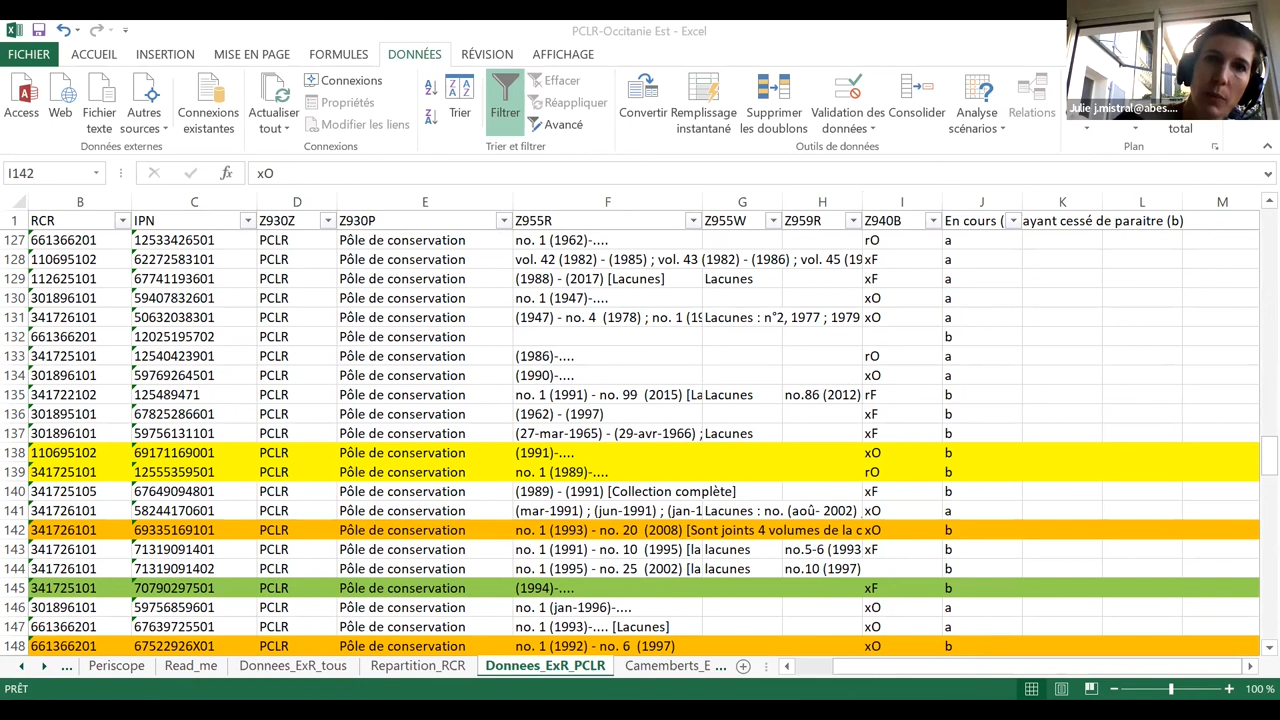 PCLR-Occitanie Est - Excel
FICHIER ACCUEIL INSERTION MISE EN PAGE FORMULES DONNÉES RÉVISION AFFICHAGE
Julie j.mistral@abes....
Access
Web
Fichier texte
Autres sources
Données externes
Connexions existantes
Actualiser tout
Connexions
Propriétés
Modifier les liens
Connexions
Trier
Filtrer
Effacer
Réappliquer
Avancé
Trier et filtrer
Convertir
Remplissage instantané
Supprimer les doublons
Validation des données
Consolider
Analyse scénarios
Relations
Outils de données
total
Plan
I142 fx xO
B C D E F G H I J K L M
1 RCR IPN Z930Z Z930P Z955R Z955W Z959R Z940B En cours ( ayant cessé de paraitre (b)
127 661366201 12533426501 PCLR Pôle de conservation no. 1 (1962)-.... rO a
128 110695102 62272583101 PCLR Pôle de conservation vol. 42 (1982) - (1985) ; vol. 43 (1982) - (1986) ; vol. 45 (19 xF a
129 112625101 67741193601 PCLR Pôle de conservation (1988) - (2017) [Lacunes] Lacunes xF a
130 301896101 59407832601 PCLR Pôle de conservation no. 1 (1947)-.... xO a
131 341726101 50632038301 PCLR Pôle de conservation (1947) - no. 4 (1978) ; no. 1 (19 Lacunes : n°2, 1977 ; 1979 xO a
132 661366201 12025195702 PCLR Pôle de conservation b
133 341725101 12540423901 PCLR Pôle de conservation (1986)-.... rO a
134 301896101 59769264501 PCLR Pôle de conservation (1990)-.... xO a
135 341722102 125489471 PCLR Pôle de conservation no. 1 (1991) - no. 99 (2015) [La Lacunes no.86 (2012) rF b
136 301895101 67825286601 PCLR Pôle de conservation (1962) - (1997) xF b
137 301896101 59756131101 PCLR Pôle de conservation (27-mar-1965) - (29-avr-1966) ; Lacunes xF b
138 110695102 69171169001 PCLR Pôle de conservation (1991)-.... xO b
139 341725101 12555359501 PCLR Pôle de conservation no. 1 (1989)-.... rO b
140 341725105 67649094801 PCLR Pôle de conservation (1989) - (1991) [Collection complète] xF b
141 341726101 58244170601 PCLR Pôle de conservation (mar-1991) ; (jun-1991) ; (jan-1 Lacunes : no. (aoû- 2002) xO b
142 341726101 69335169101 PCLR Pôle de conservation no. 1 (1993) - no. 20 (2008) [Sont joints 4 volumes de la c xO b
143 341726101 71319091401 PCLR Pôle de conservation no. 1 (1991) - no. 10 (1995) [la lacunes no.5-6 (1993 xF b
144 341726101 71319091402 PCLR Pôle de conservation no. 1 (1995) - no. 25 (2002) [la lacunes no.10 (1997) xO b
145 341725101 70790297501 PCLR Pôle de conservation (1994)-.... xF b
146 301896101 59756859601 PCLR Pôle de conservation no. 1 (jan-1996)-.... xO a
147 661366201 67639725501 PCLR Pôle de conservation no. 1 (1993)-.... [Lacunes] xO a
148 661366201 67522926X01 PCLR Pôle de conservation no. 1 (1992) - no. 6 (1997) xO b
... Periscope Read_me Donnees_ExR_tous Repartition_RCR Donnees_ExR_PCLR Camemberts_E ...
PRÊT 100 %